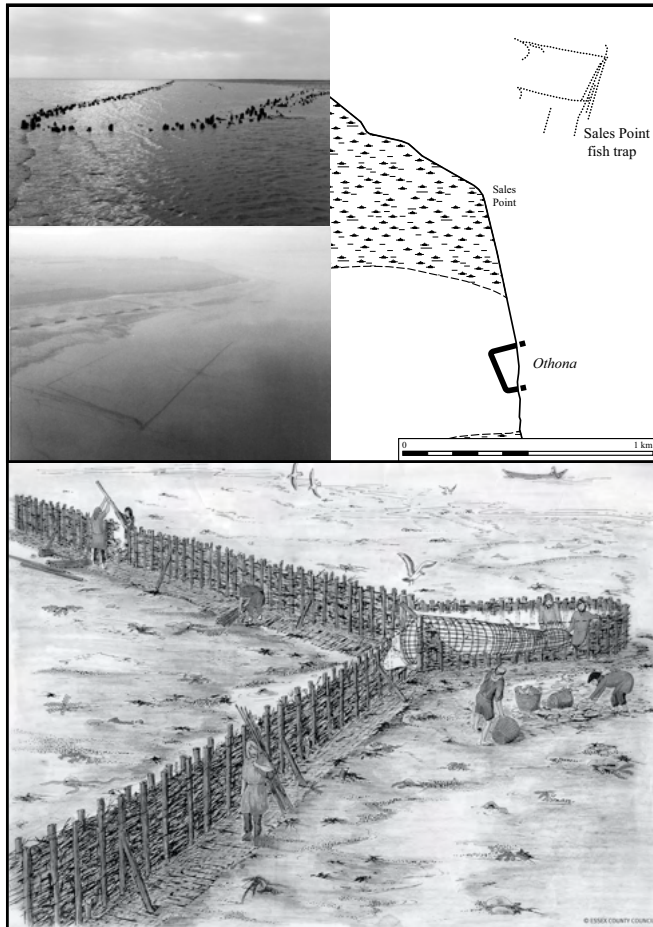 Sales Point
fish trap
Sales
Point
Othona
0
1 km
© ESSEX COUNTY COUNCIL